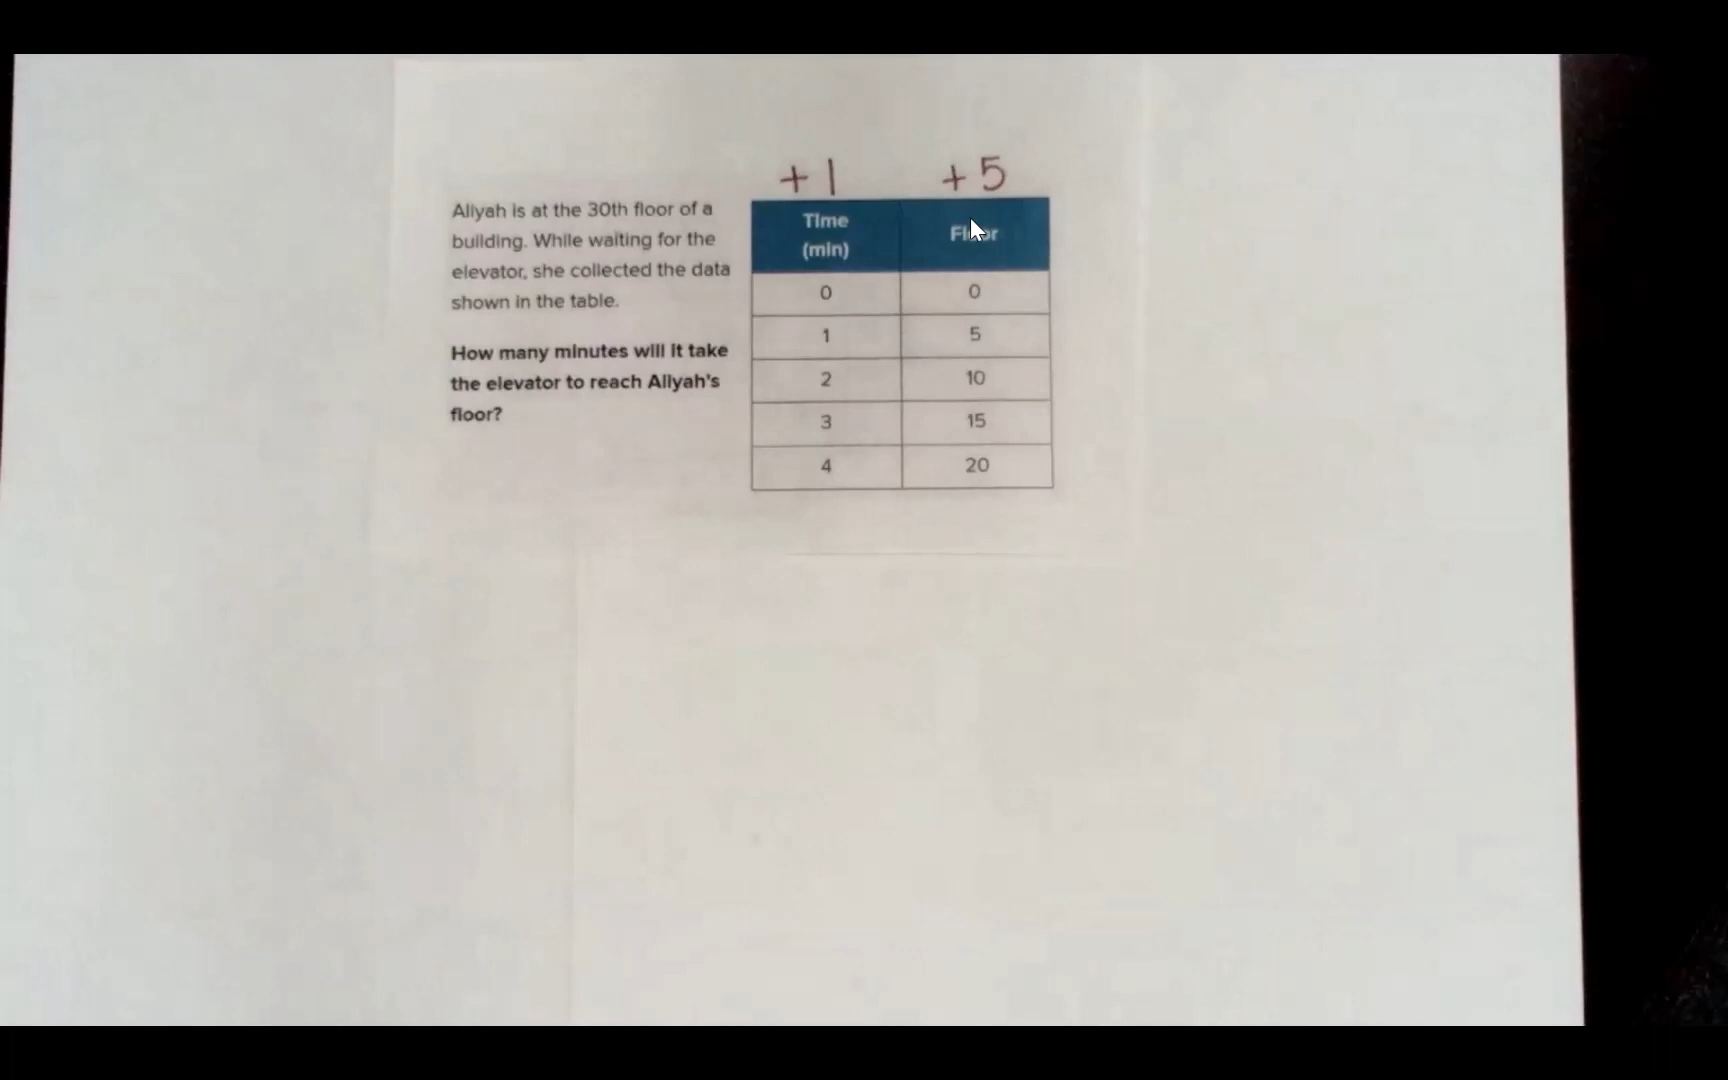 +1 +5
Aliyah is at the 30th floor of a
building. While waiting for the
elevator, she collected the data
shown in the table.
How many minutes will it take
the elevator to reach Aliyah's
floor?
Time
(min)
Floor
0 0
1 5
2 10
3 15
4 20